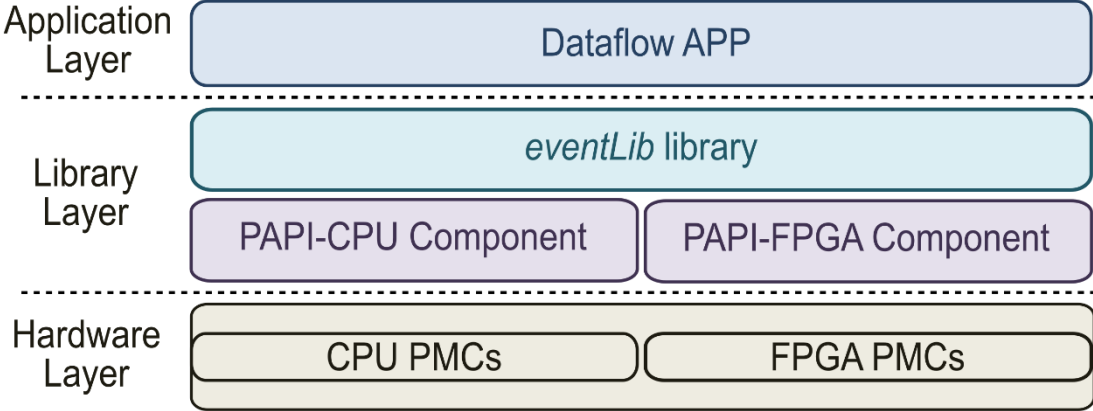 Application
Layer
Dataflow APP
Library
Layer
eventLib library
PAPI-CPU Component
PAPI-FPGA Component
Hardware
Layer
CPU PMCs
FPGA PMCs